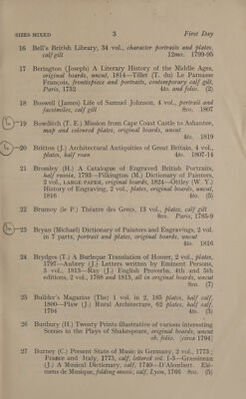 SIZES MIXED 3 First Day
16 Bell's British Library, 34 vol., character portraits and plates,
calf gilt 12mo. 1780-95
17 Berington (Joseph) A Literary History of the Middle Ages,
original boards, uncut, 1814—Tillet (T. du) Le Parnasse
François, frontispiece and portraits, contemporary calf gilt,
Paris, 1732 4to. and folio. (2)
18 Boswell (James) Life of Samuel Johnson, 4 vol., portrait and
facsimiles, calf gilt 8vo. 1807
19 Bowditch (T. E.) Mission from Cape Coast Castle to Ashantee,
map and coloured plates, original boards, uncut
4to. 1819
20 Britton (J.) Architectural Antiquities of Great Britain, 4 vol.,
plates, half roan 4to. 1807-14
21 Bromley (H.) A Catalogue of Engraved British Portraits,
half russia, 1793—Pilkington (M.) Dictionary of Painters,
2 vol., LARGE PAPER, original boards, 1824—Ottley (W. Y.)
History of Engraving, 2 vol., plates, original boards, uncut,
1816 4to. (5)
22 Brumoy (le P.) Théatre des Grecs, 13 vol., plates, calf gilt
8vo. Paris, 1785-9
23 Bryan (Michael) Dictionary of Painters and Engravings, 2 vol.
in 7 parts, portrait and plates, original boards, uncut
4to. 1816
24 Brydges (T.) A Burlesque Translation of Homer, 2 vol., plates,
1797—Aubrey (J.) Letters written by Eminent Persons,
3 vol., 1813—Ray (J.) English Proverbs, 4th and 5th
editions, 2 vol., 1768 and 1813, all in original boards, uncut
8vo. (7)
25 Builder's Magazine (The) 1 vol. in 2, 185 plates, half calf,
1800—Plaw (J.) Rural Architecture, 62 plates, half calf,
1794 4to. (3)
26 Bunbury (H.) Twenty Prints illustrative of various interesting
Scenes in the Plays of Shakespeare, original boards, uncut
ob. folio. [circa 1794]
27 Burney (C.) Present State of Music in Germany, 2 vol., 1773;
France and Italy, 1773, calf, lettered vol. 1-3—Grassineau
(J.) A Musical Dictionary, calf, 1740—D'Alembert. Elé-
mens de Musique, folding music, calf, Lyon, 1766 8vo. (5)